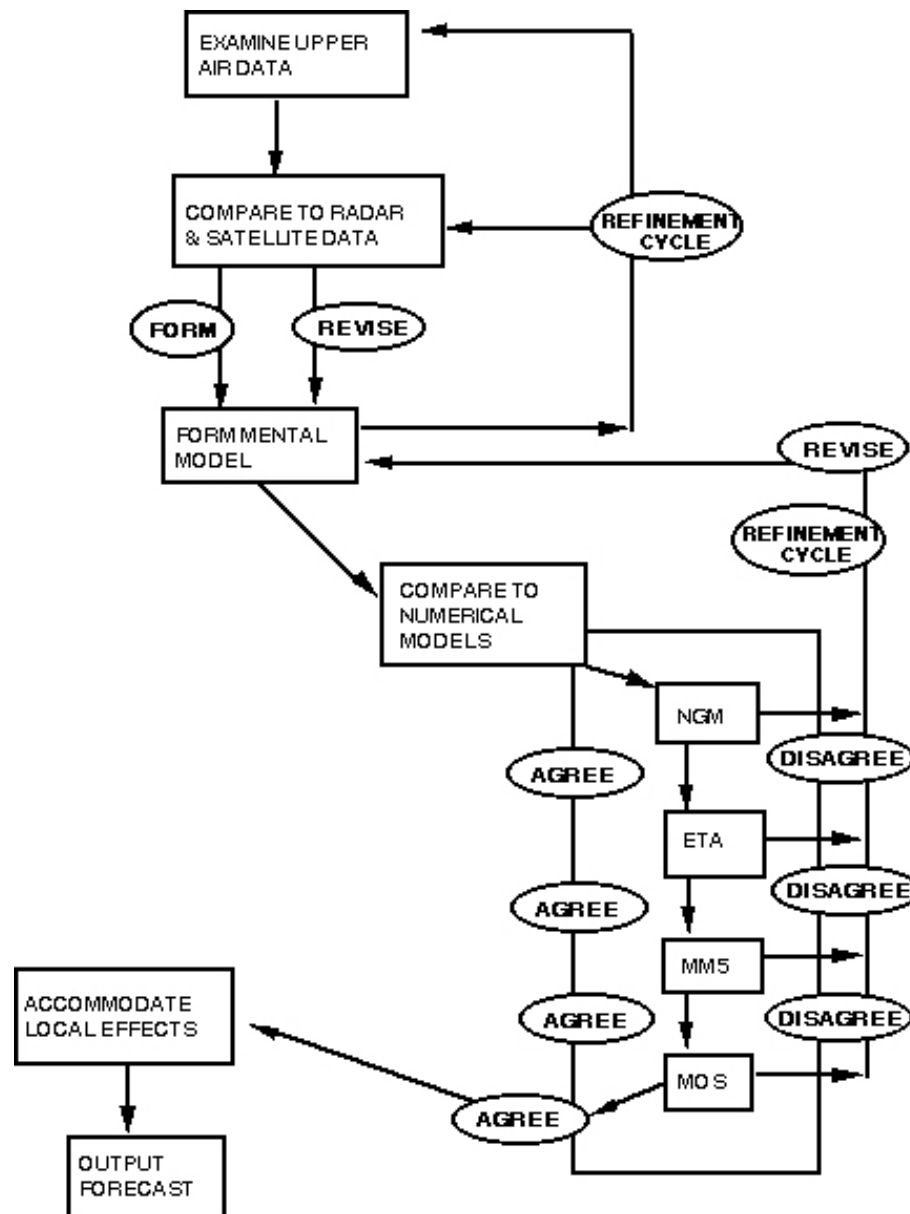 EXAMINE UPPER
AIR DATA
COMPARE TO RADAR
& SATELLITE DATA
REFINEMENT
CYCLE
FORM
REVISE
FORM MENTAL
MODEL
REVISE
REFINEMENT
CYCLE
COMPARE TO
NUMERICAL
MODELS
NGM
DISAGREE
AGREE
ETA
DISAGREE
AGREE
MM5
DISAGREE
AGREE
MOS
AGREE
ACCOMMODATE
LOCAL EFFECTS
OUTPUT
FORECAST